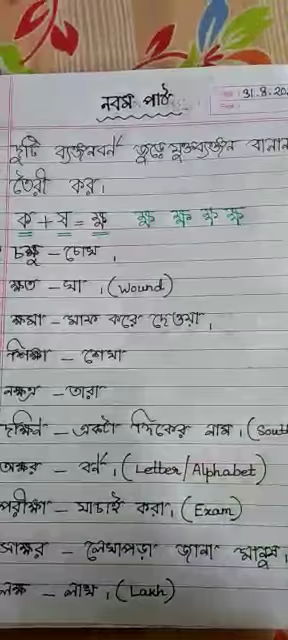 নবম পাঠ
31.8.20
দুটি ব্যঞ্জনবর্ন জুড়ে যুক্তব্যঞ্জন বানান
তৈরী কর।
ক + ষ = ক্ষ ক্ষ ক্ষ ক্ষ ক্ষ
চক্ষু - চোখ।
ক্ষত - ঘা। (Wound)
ক্ষমা - মাফ করে দেওয়া।
শিক্ষা - শেখা
নক্ষত্র - তারা
দক্ষিন - একটা দিকের নাম। (South
অক্ষর - বর্ন। (Letter/Alphabet)
পরীক্ষা - যাচাই করা। (Exam)
সাক্ষর - লেখাপড়া জানা মানুষ।
লক্ষ - লাখ। (Lakh)